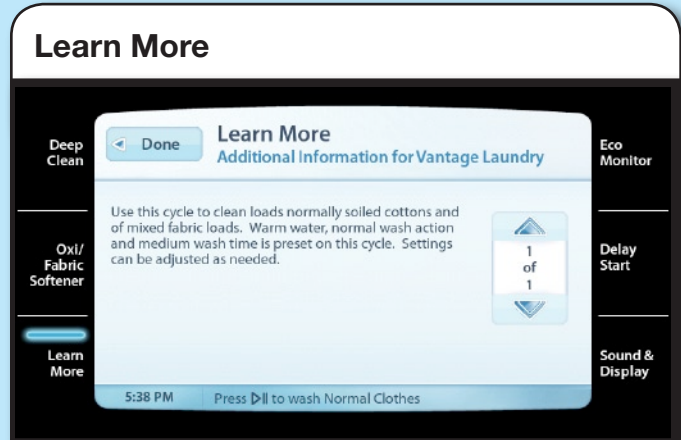 Learn More
Deep
Clean
Oxi/
Fabric
Softener
Learn
More
Done
Learn More
Additional Information for Vantage Laundry
Use this cycle to clean loads normally soiled cottons and
of mixed fabric loads. Warm water, normal wash action
and medium wash time is preset on this cycle. Settings
can be adjusted as needed.
1
of
1
5:38 PM
Press ▷II to wash Normal Clothes
Eco
Monitor
Delay
Start
Sound &
Display